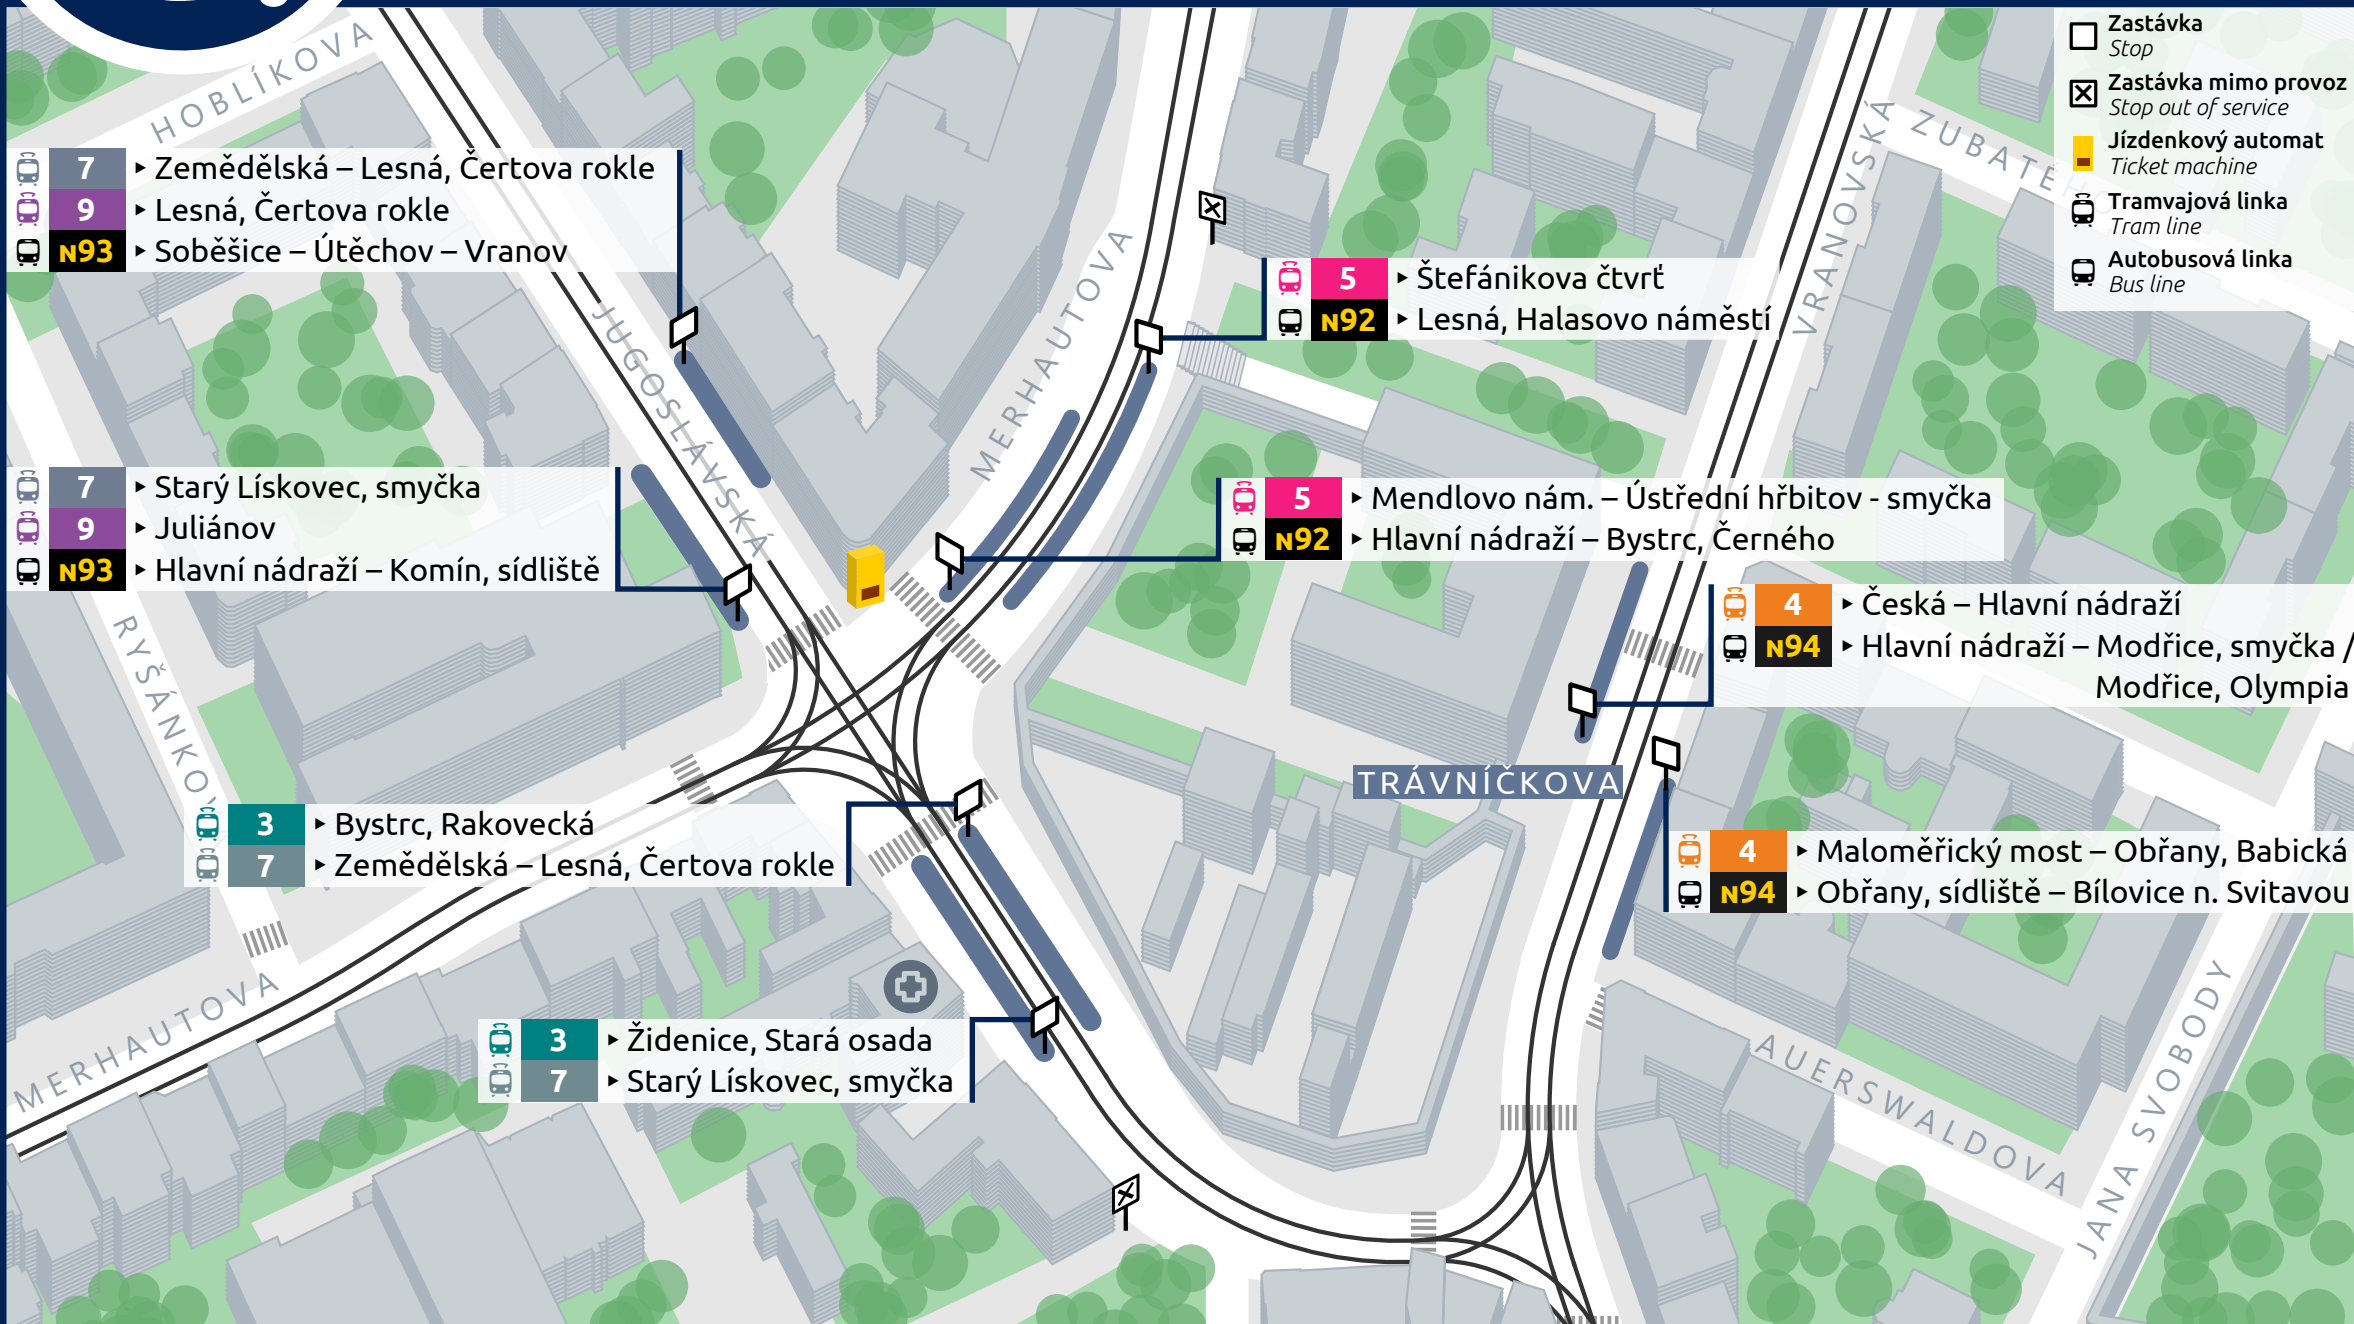 Zastávka
Stop
Zastávka mimo provoz
Stop out of service
Jízdenkový automat
Ticket machine
Tramvajová linka
Tram line
Autobusová linka
Bus line
HOBLÍKOVA
7 ▸ Zemědělská – Lesná, Čertova rokle
9 ▸ Lesná, Čertova rokle
N93 ▸ Soběšice – Útěchov – Vranov
ZUBATÉHO
VRANOVSKÁ
MERHAUTOVA
5 ▸ Štefánikova čtvrť
N92 ▸ Lesná, Halasovo náměstí
JUGOSLÁVSKÁ
7 ▸ Starý Lískovec, smyčka
9 ▸ Juliánov
N93 ▸ Hlavní nádraží – Komín, sídliště
5 ▸ Mendlovo nám. – Ústřední hřbitov - smyčka
N92 ▸ Hlavní nádraží – Bystrc, Černého
4 ▸ Česká – Hlavní nádraží
N94 ▸ Hlavní nádraží – Modřice, smyčka /
Modřice, Olympia
RYŠÁNKOV
TRÁVNÍČKOVA
3 ▸ Bystrc, Rakovecká
7 ▸ Zemědělská – Lesná, Čertova rokle
4 ▸ Maloměřický most – Obřany, Babická
N94 ▸ Obřany, sídliště – Bílovice n. Svitavou
MERHAUTOVA
3 ▸ Židenice, Stará osada
7 ▸ Starý Lískovec, smyčka
AUERSWALDOVA
JANA SVOBODY